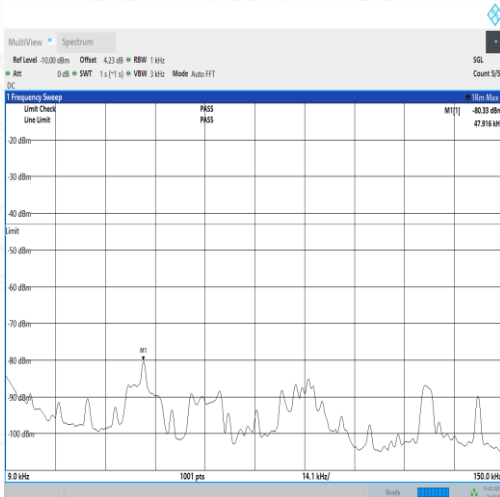 MultiView Spectrum
Ref Level -10.00 dBm Offset 4.23 dB RBW 1 kHz SGL
Att 0 dB SWT 1 s (~1 s) VBW 3 kHz Mode Auto FFT Count 5/5
DC
1 Frequency Sweep 1Rm Max
Limit Check PASS M1[1] -80.33 dBm
Line Limit PASS 47.916 kH
-20 dBm
-30 dBm
-40 dBm
Limit
-50 dBm
-60 dBm
-70 dBm
M1
-80 dBm
-90 dBm
-100 dBm
9.0 kHz 1001 pts 14.1 kHz/ 150.0 kHz
Ready